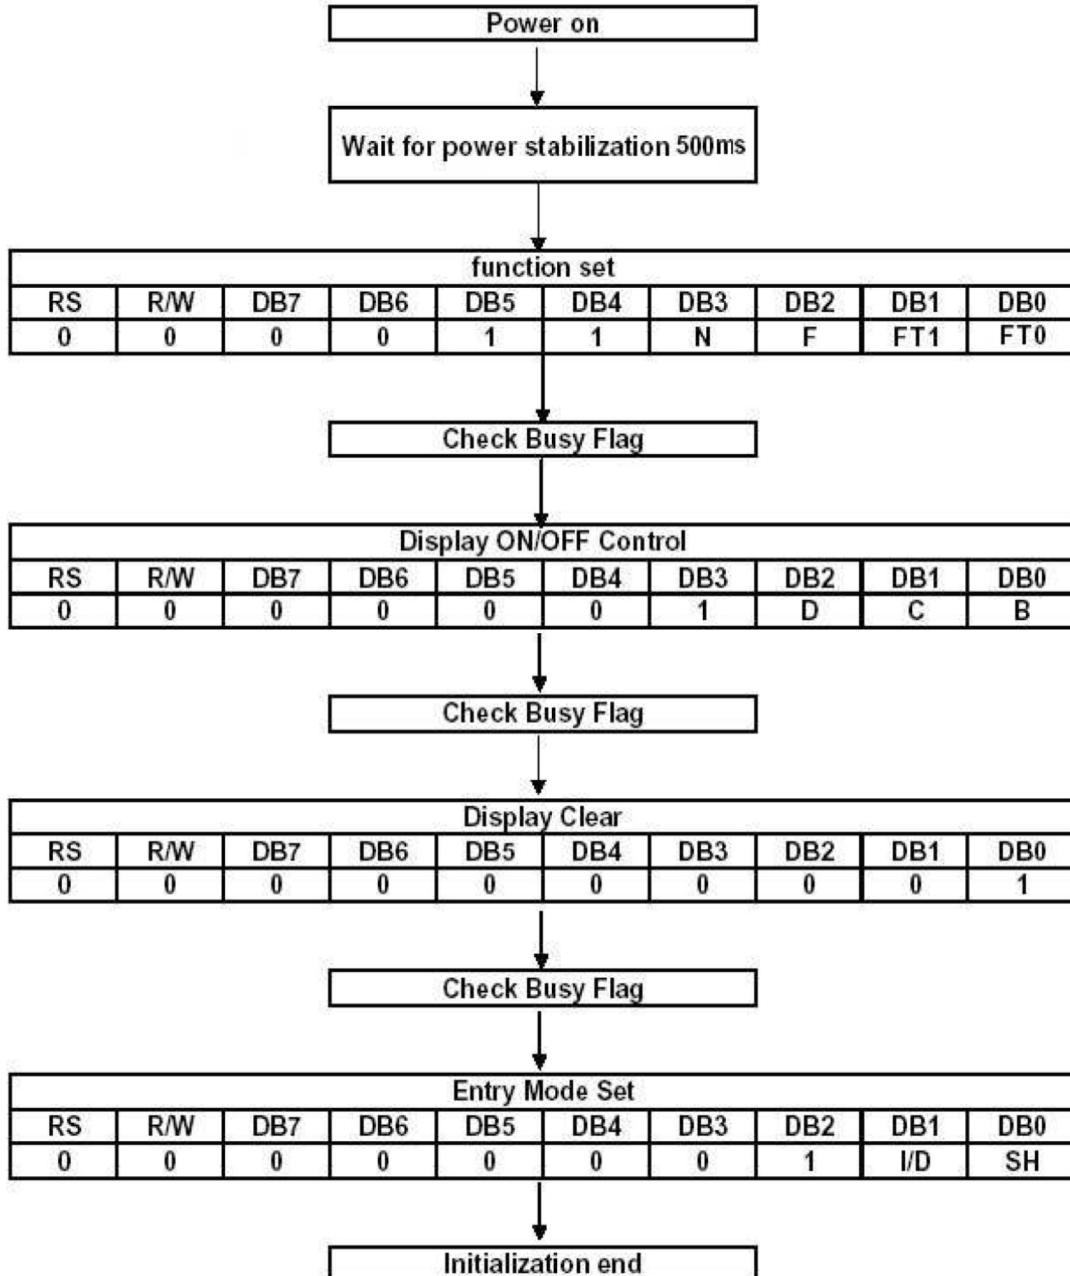 Power on
Wait for power stabilization 500ms
function set
RS R/W DB7 DB6 DB5 DB4 DB3 DB2 DB1 DB0
0 0 0 0 1 1 N F FT1 FT0
Check Busy Flag
Display ON/OFF Control
RS R/W DB7 DB6 DB5 DB4 DB3 DB2 DB1 DB0
0 0 0 0 0 0 1 D C B
Check Busy Flag
Display Clear
RS R/W DB7 DB6 DB5 DB4 DB3 DB2 DB1 DB0
0 0 0 0 0 0 0 0 0 1
Check Busy Flag
Entry Mode Set
RS R/W DB7 DB6 DB5 DB4 DB3 DB2 DB1 DB0
0 0 0 0 0 0 0 1 I/D SH
Initialization end